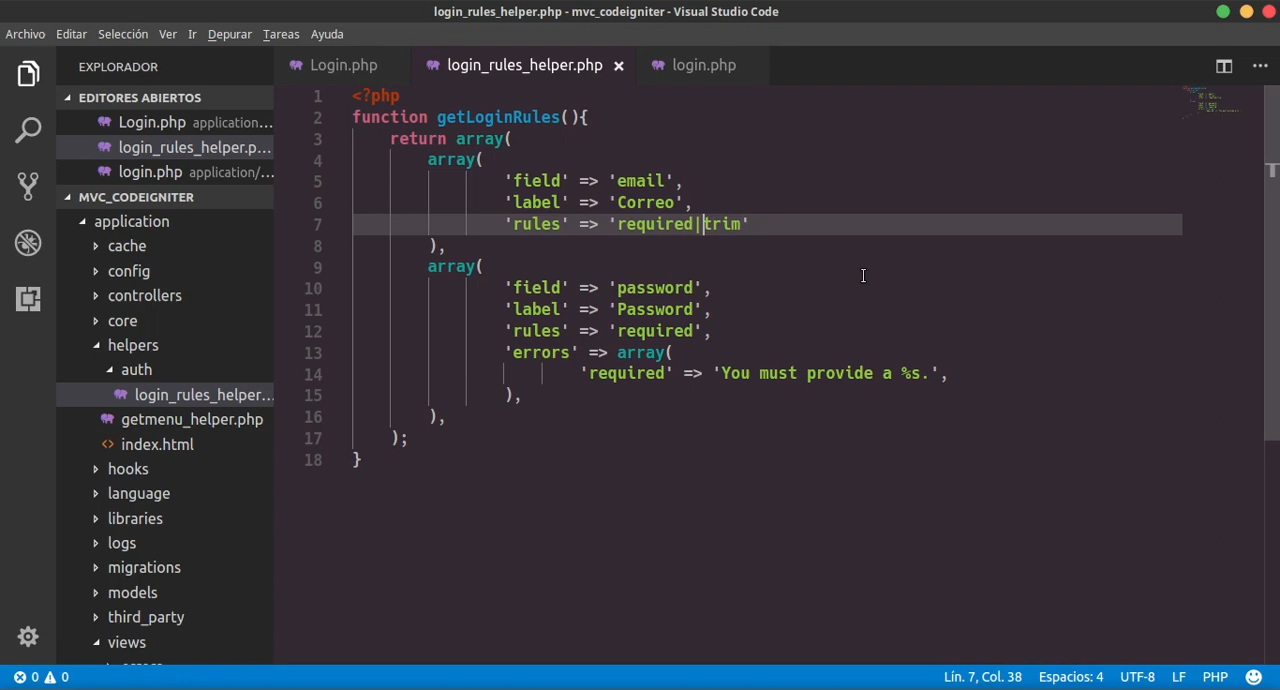 login_rules_helper.php - mvc_codeigniter - Visual Studio Code
Archivo Editar Selección Ver Ir Depurar Tareas Ayuda
EXPLORADOR
EDITORES ABIERTOS
Login.php application...
login_rules_helper.p...
login.php application/...
MVC_CODEIGNITER
application
cache
config
controllers
core
helpers
auth
login_rules_helper...
getmenu_helper.php
<> index.html
hooks
language
libraries
logs
migrations
models
third_party
views
Login.php login_rules_helper.php × login.php ...
1 <?php
2 function getLoginRules(){
3 return array(
4 array(
5 'field' => 'email',
6 'label' => 'Correo',
7 'rules' => 'required|trim'
8 ),
9 array(
10 'field' => 'password',
11 'label' => 'Password',
12 'rules' => 'required',
13 'errors' => array(
14 'required' => 'You must provide a %s.',
15 ),
16 ),
17 );
18 }
0 0 Lín. 7, Col. 38 Espacios: 4 UTF-8 LF PHP